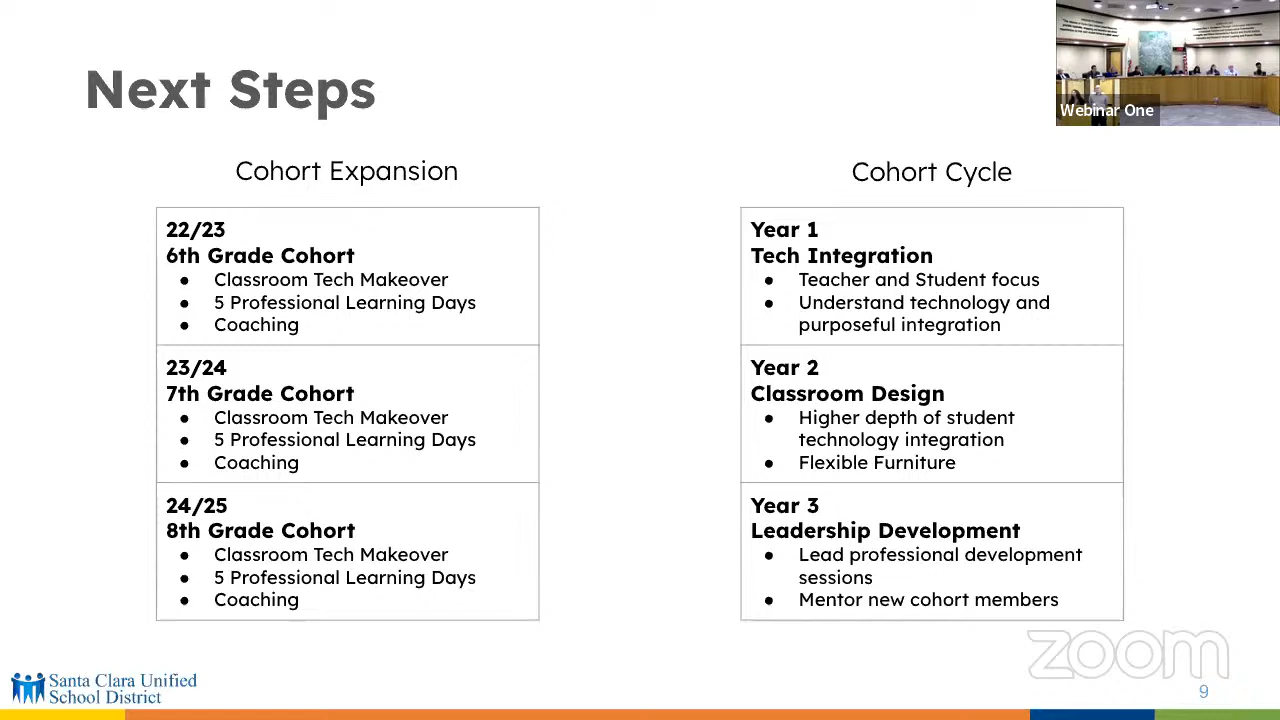 Next Steps
Webinar One
Cohort Expansion
22/23
6th Grade Cohort
● Classroom Tech Makeover
● 5 Professional Learning Days
● Coaching
23/24
7th Grade Cohort
● Classroom Tech Makeover
● 5 Professional Learning Days
● Coaching
24/25
8th Grade Cohort
● Classroom Tech Makeover
● 5 Professional Learning Days
● Coaching
Cohort Cycle
Year 1
Tech Integration
● Teacher and Student focus
● Understand technology and
purposeful integration
Year 2
Classroom Design
● Higher depth of student
technology integration
● Flexible Furniture
Year 3
Leadership Development
● Lead professional development
sessions
● Mentor new cohort members
zoom
Santa Clara Unified
School District
9